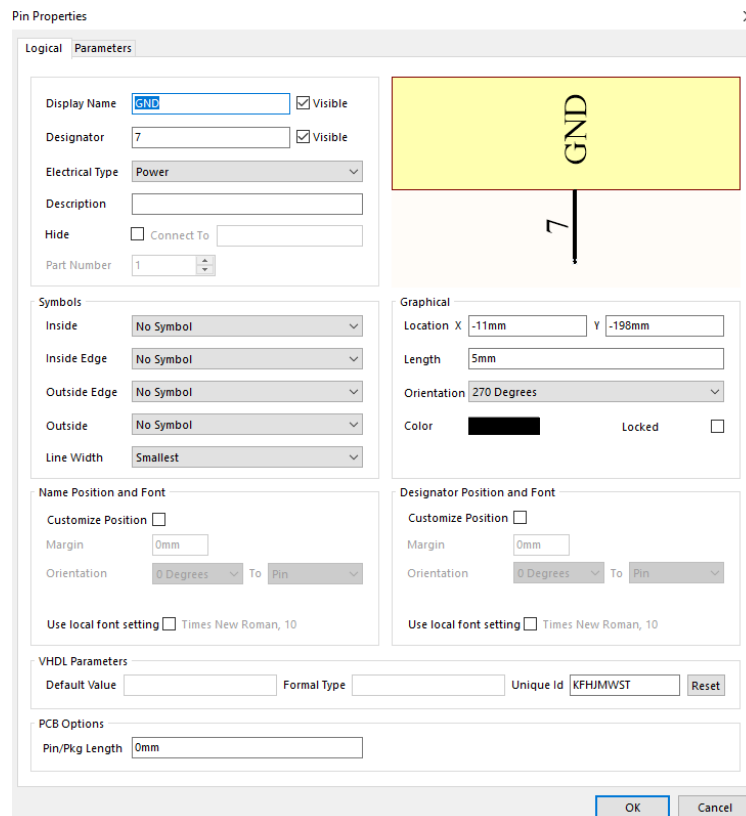 Pin Properties
Logical Parameters
Display Name GND Visible
Designator 7 Visible
Electrical Type Power
Description
Hide Connect To
Part Number 1
GND
7
Symbols
Inside No Symbol
Inside Edge No Symbol
Outside Edge No Symbol
Outside No Symbol
Line Width Smallest
Graphical
Location X -11mm Y -198mm
Length 5mm
Orientation 270 Degrees
Color Locked
Name Position and Font
Customize Position
Margin 0mm
Orientation 0 Degrees To Pin
Use local font setting Times New Roman, 10
Designator Position and Font
Customize Position
Margin 0mm
Orientation 0 Degrees To Pin
Use local font setting Times New Roman, 10
VHDL Parameters
Default Value Formal Type Unique Id KFHJMWST Reset
PCB Options
Pin/Pkg Length 0mm
OK Cancel